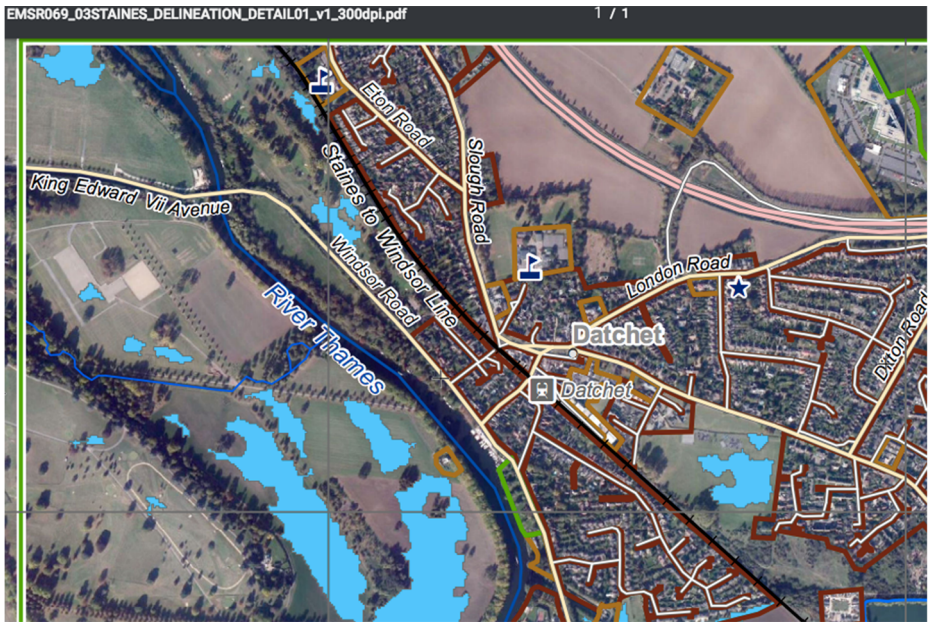 EMSR069_03STAINES_DELINEATION_DETAIL01_v1_300dpi.pdf
1 / 1
Eton Road
Slough Road
Staines to Windsor Line
King Edward Vii Avenue
Windsor Road
London Road
River Thames
Datchet
Ditton Road
Datchet